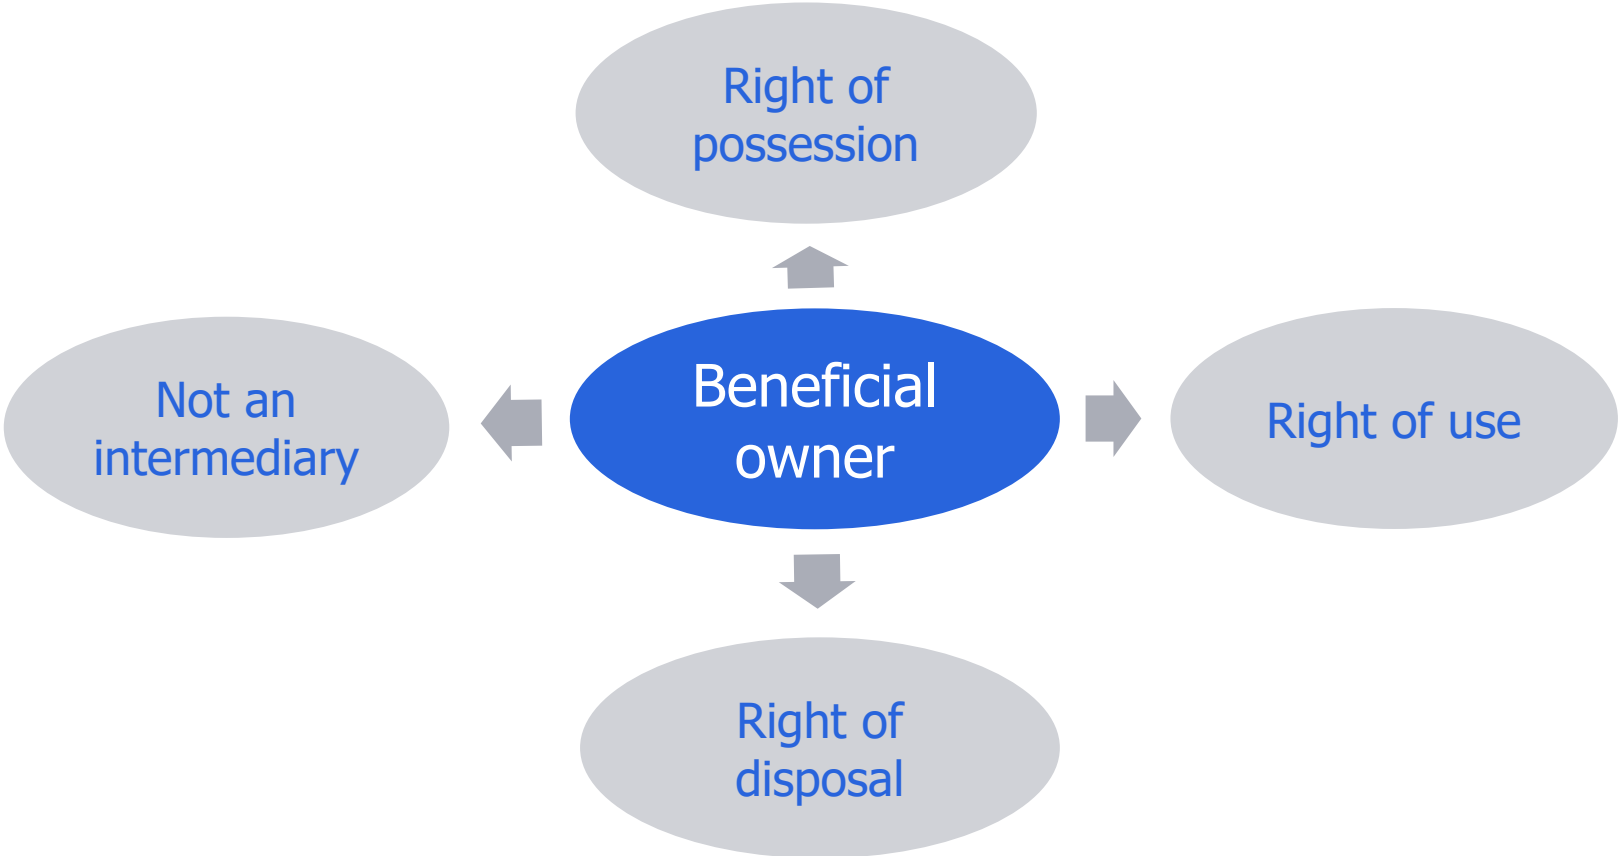 Right of
possession
Not an
intermediary
Beneficial
owner
Right of use
Right of
disposal